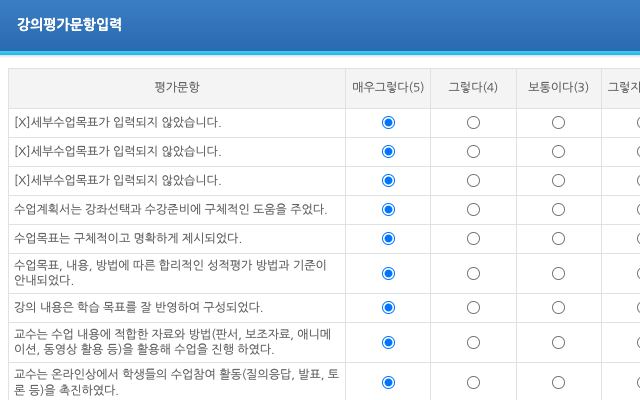 강의평가문항입력
평가문항 매우그렇다(5) 그렇다(4) 보통이다(3) 그렇지
[X]세부수업목표가 입력되지 않았습니다.
[X]세부수업목표가 입력되지 않았습니다.
[X]세부수업목표가 입력되지 않았습니다.
수업계획서는 강좌선택과 수강준비에 구체적인 도움을 주었다.
수업목표는 구체적이고 명확하게 제시되었다.
수업목표, 내용, 방법에 따른 합리적인 성적평가 방법과 기준이
안내되었다.
강의 내용은 학습 목표를 잘 반영하여 구성되었다.
교수는 수업 내용에 적합한 자료와 방법(판서, 보조자료, 애니메
이션, 동영상 활용 등)을 활용해 수업을 진행 하였다.
교수는 온라인상에서 학생들의 수업참여 활동(질의응답, 발표, 토
론 등)을 촉진하였다.